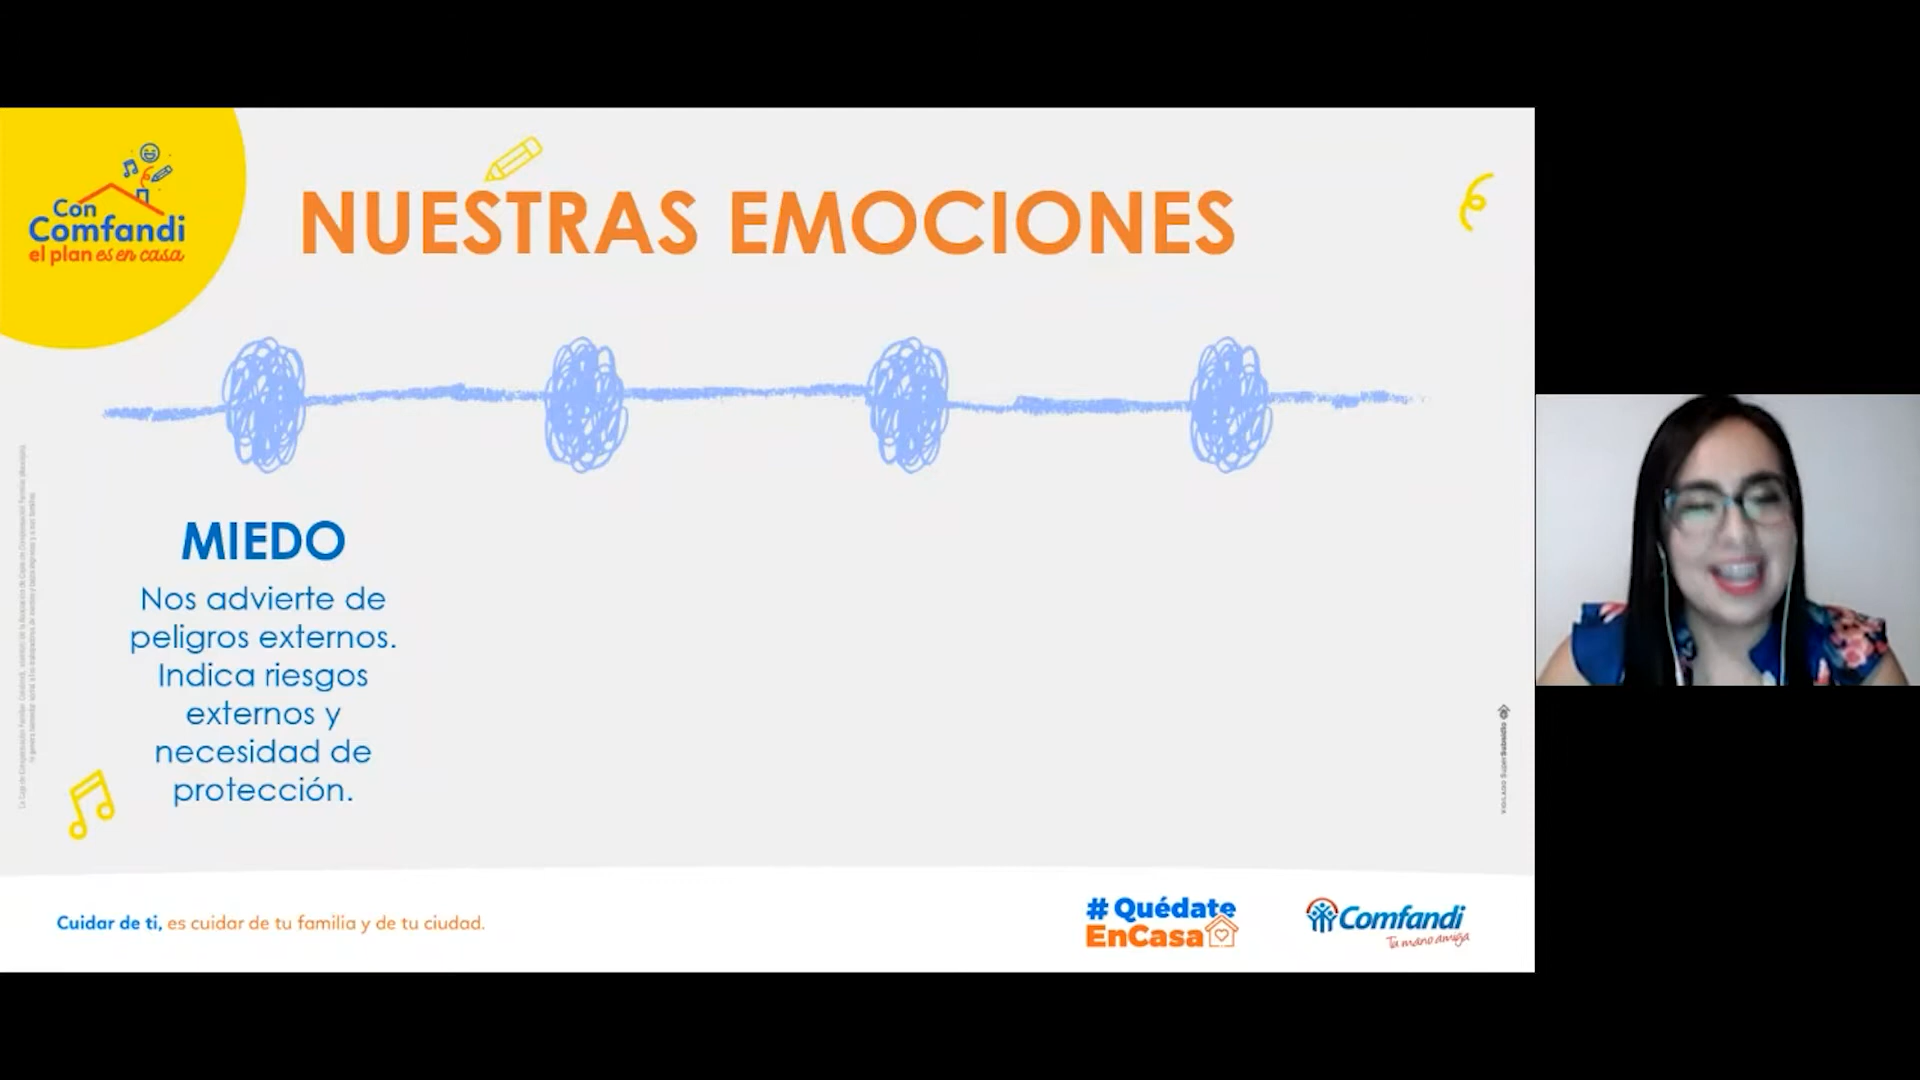 Con
Comfandi
el plan es en casa
NUESTRAS EMOCIONES
MIEDO
Nos advierte de
peligros externos.
Indica riesgos
externos y
necesidad de
protección.
VIGILADO SuperSubsidio
Cuidar de ti, es cuidar de tu familia y de tu ciudad.
# Quédate
EnCasa
Comfandi
Tu mano amiga